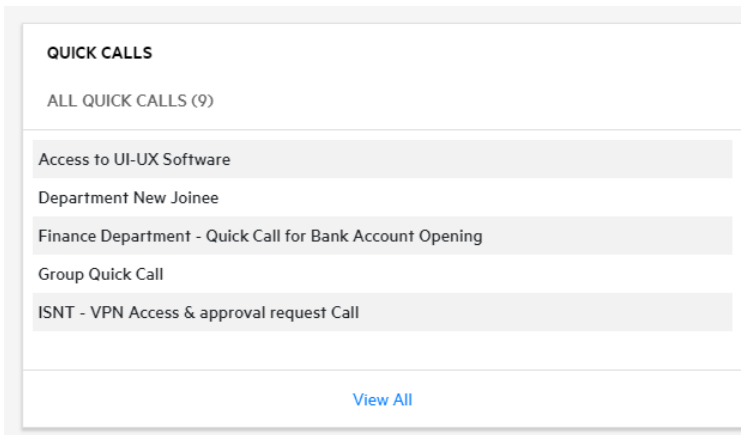 QUICK CALLS
ALL QUICK CALLS (9)
Access to UI-UX Software
Department New Joinee
Finance Department - Quick Call for Bank Account Opening
Group Quick Call
ISNT - VPN Access & approval request Call
View All